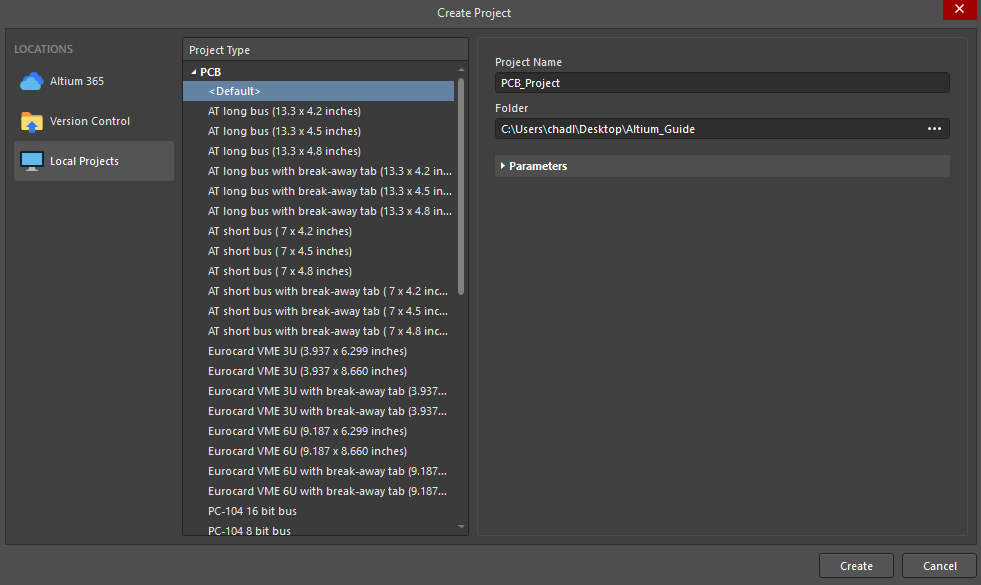 Create Project
LOCATIONS
Altium 365
Version Control
Local Projects
Project Type
PCB
<Default>
AT long bus (13.3 x 4.2 inches)
AT long bus (13.3 x 4.5 inches)
AT long bus (13.3 x 4.8 inches)
AT long bus with break-away tab (13.3 x 4.2 in...
AT long bus with break-away tab (13.3 x 4.5 in...
AT long bus with break-away tab (13.3 x 4.8 in...
AT short bus ( 7 x 4.2 inches)
AT short bus ( 7 x 4.5 inches)
AT short bus ( 7 x 4.8 inches)
AT short bus with break-away tab ( 7 x 4.2 inc...
AT short bus with break-away tab ( 7 x 4.5 inc...
AT short bus with break-away tab ( 7 x 4.8 inc...
Eurocard VME 3U (3.937 x 6.299 inches)
Eurocard VME 3U (3.937 x 8.660 inches)
Eurocard VME 3U with break-away tab (3.937...
Eurocard VME 3U with break-away tab (3.937...
Eurocard VME 6U (9.187 x 6.299 inches)
Eurocard VME 6U (9.187 x 8.660 inches)
Eurocard VME 6U with break-away tab (9.187...
Eurocard VME 6U with break-away tab (9.187...
PC-104 16 bit bus
PC-104 8 bit bus
Project Name
PCB_Project
Folder
C:\Users\chadl\Desktop\Altium_Guide
Parameters
Create
Cancel